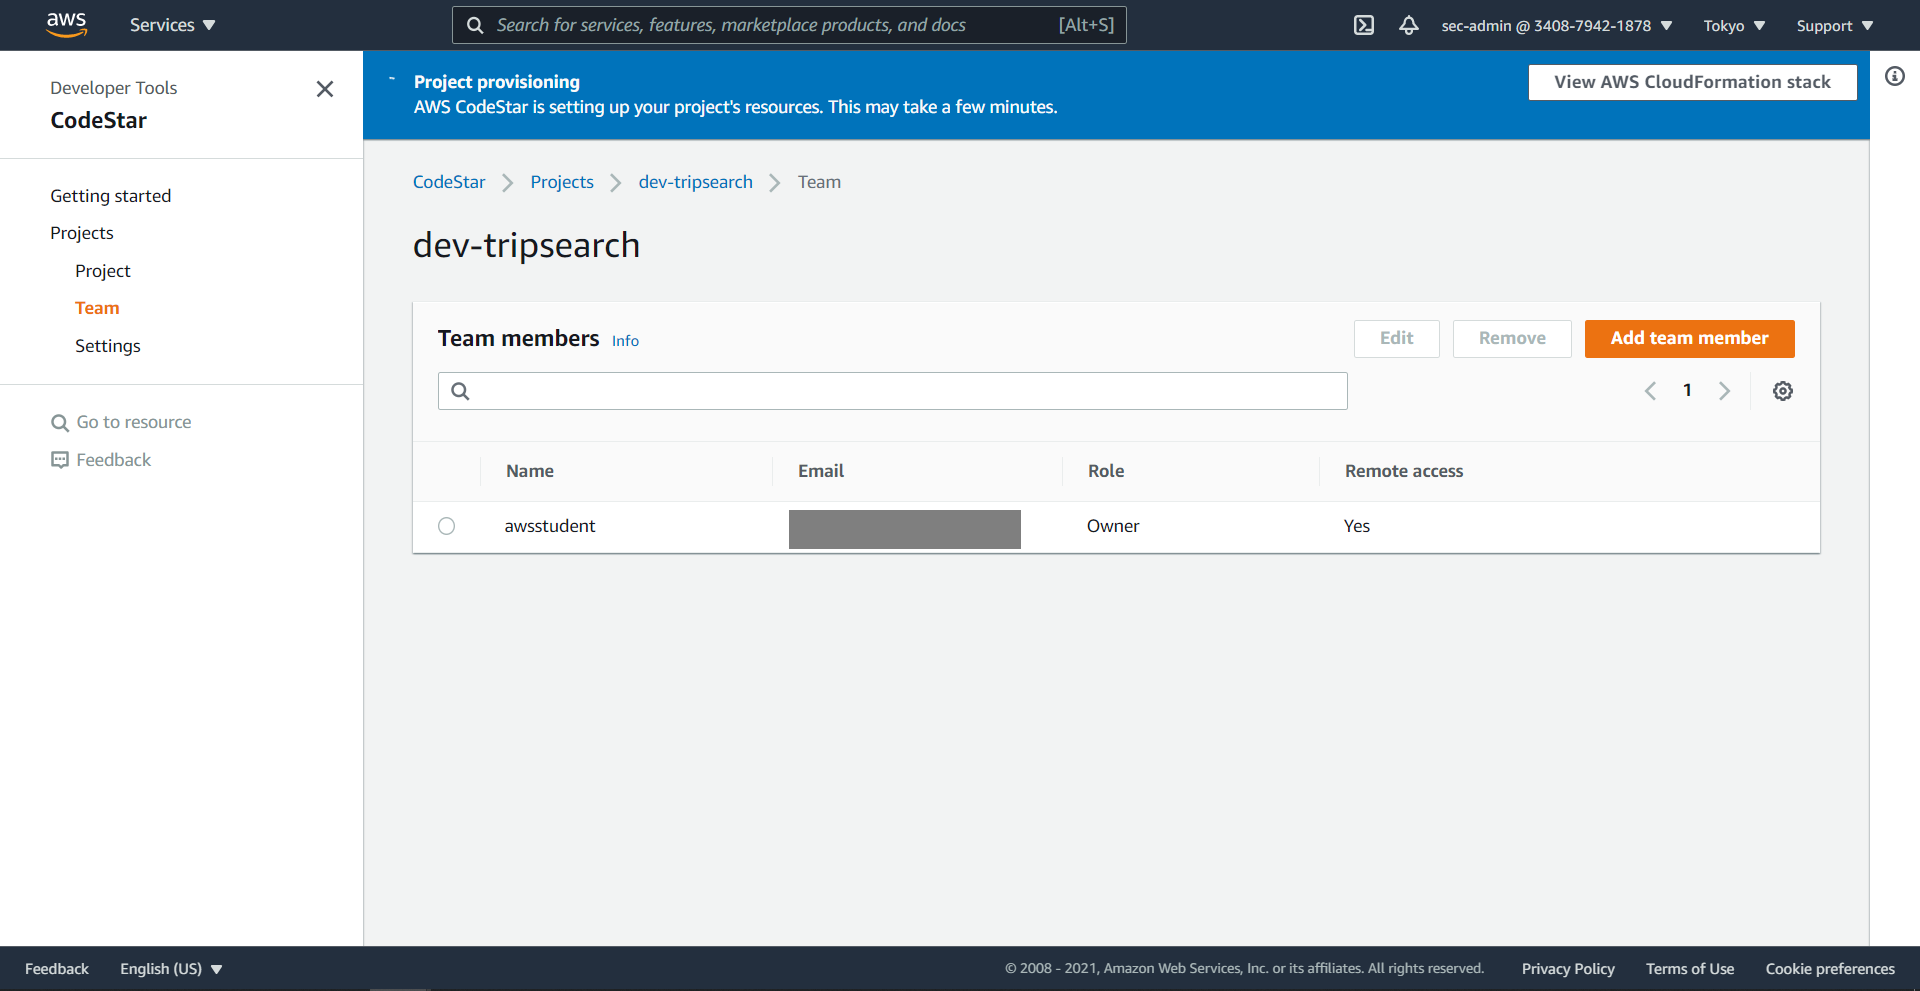 aws
Services
Search for services, features, marketplace products, and docs [Alt+S]
sec-admin @ 3408-7942-1878
Tokyo
Support
Developer Tools
CodeStar
Getting started
Projects
Project
Team
Settings
Go to resource
Feedback
Project provisioning
AWS CodeStar is setting up your project's resources. This may take a few minutes.
View AWS CloudFormation stack
CodeStar Projects dev-tripsearch Team
dev-tripsearch
Team members Info
Edit Remove Add team member
1
Name Email Role Remote access
awsstudent Owner Yes
Feedback English (US) © 2008 - 2021, Amazon Web Services, Inc. or its affiliates. All rights reserved. Privacy Policy Terms of Use Cookie preferences